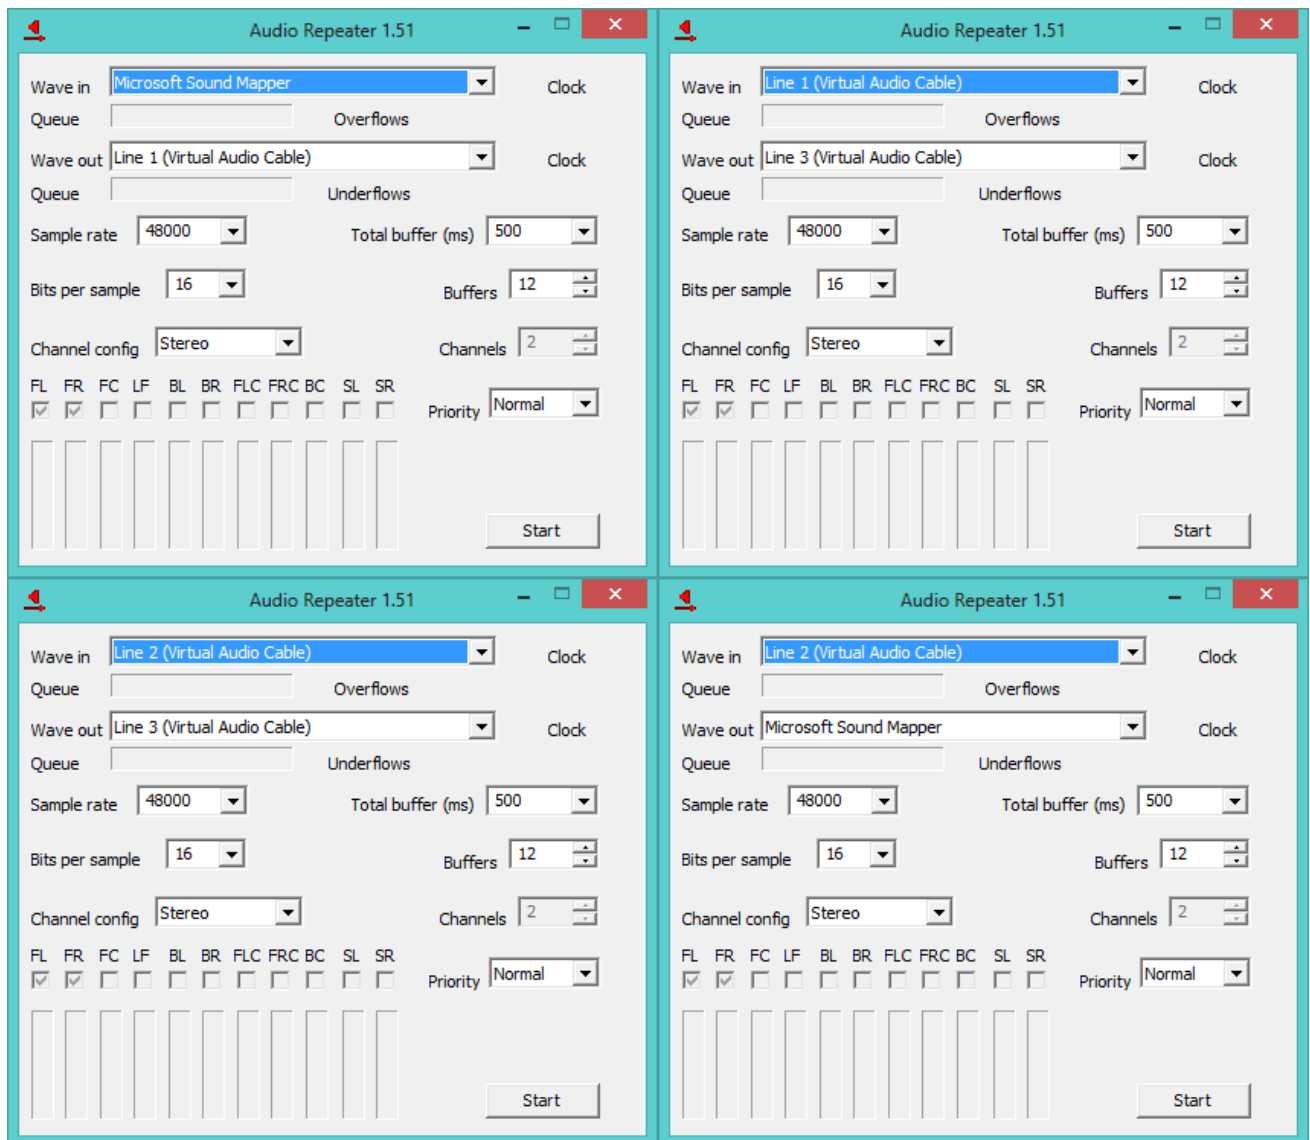 Audio Repeater 1.51
Wave in Microsoft Sound Mapper Clock
Queue Overflows
Wave out Line 1 (Virtual Audio Cable) Clock
Queue Underflows
Sample rate 48000 Total buffer (ms) 500
Bits per sample 16 Buffers 12
Channel config Stereo Channels 2
FL FR FC LF BL BR FLC FRC BC SL SR
Priority Normal
Start
Audio Repeater 1.51
Wave in Line 1 (Virtual Audio Cable) Clock
Queue Overflows
Wave out Line 3 (Virtual Audio Cable) Clock
Queue Underflows
Sample rate 48000 Total buffer (ms) 500
Bits per sample 16 Buffers 12
Channel config Stereo Channels 2
FL FR FC LF BL BR FLC FRC BC SL SR
Priority Normal
Start
Audio Repeater 1.51
Wave in Line 2 (Virtual Audio Cable) Clock
Queue Overflows
Wave out Line 3 (Virtual Audio Cable) Clock
Queue Underflows
Sample rate 48000 Total buffer (ms) 500
Bits per sample 16 Buffers 12
Channel config Stereo Channels 2
FL FR FC LF BL BR FLC FRC BC SL SR
Priority Normal
Start
Audio Repeater 1.51
Wave in Line 2 (Virtual Audio Cable) Clock
Queue Overflows
Wave out Microsoft Sound Mapper Clock
Queue Underflows
Sample rate 48000 Total buffer (ms) 500
Bits per sample 16 Buffers 12
Channel config Stereo Channels 2
FL FR FC LF BL BR FLC FRC BC SL SR
Priority Normal
Start